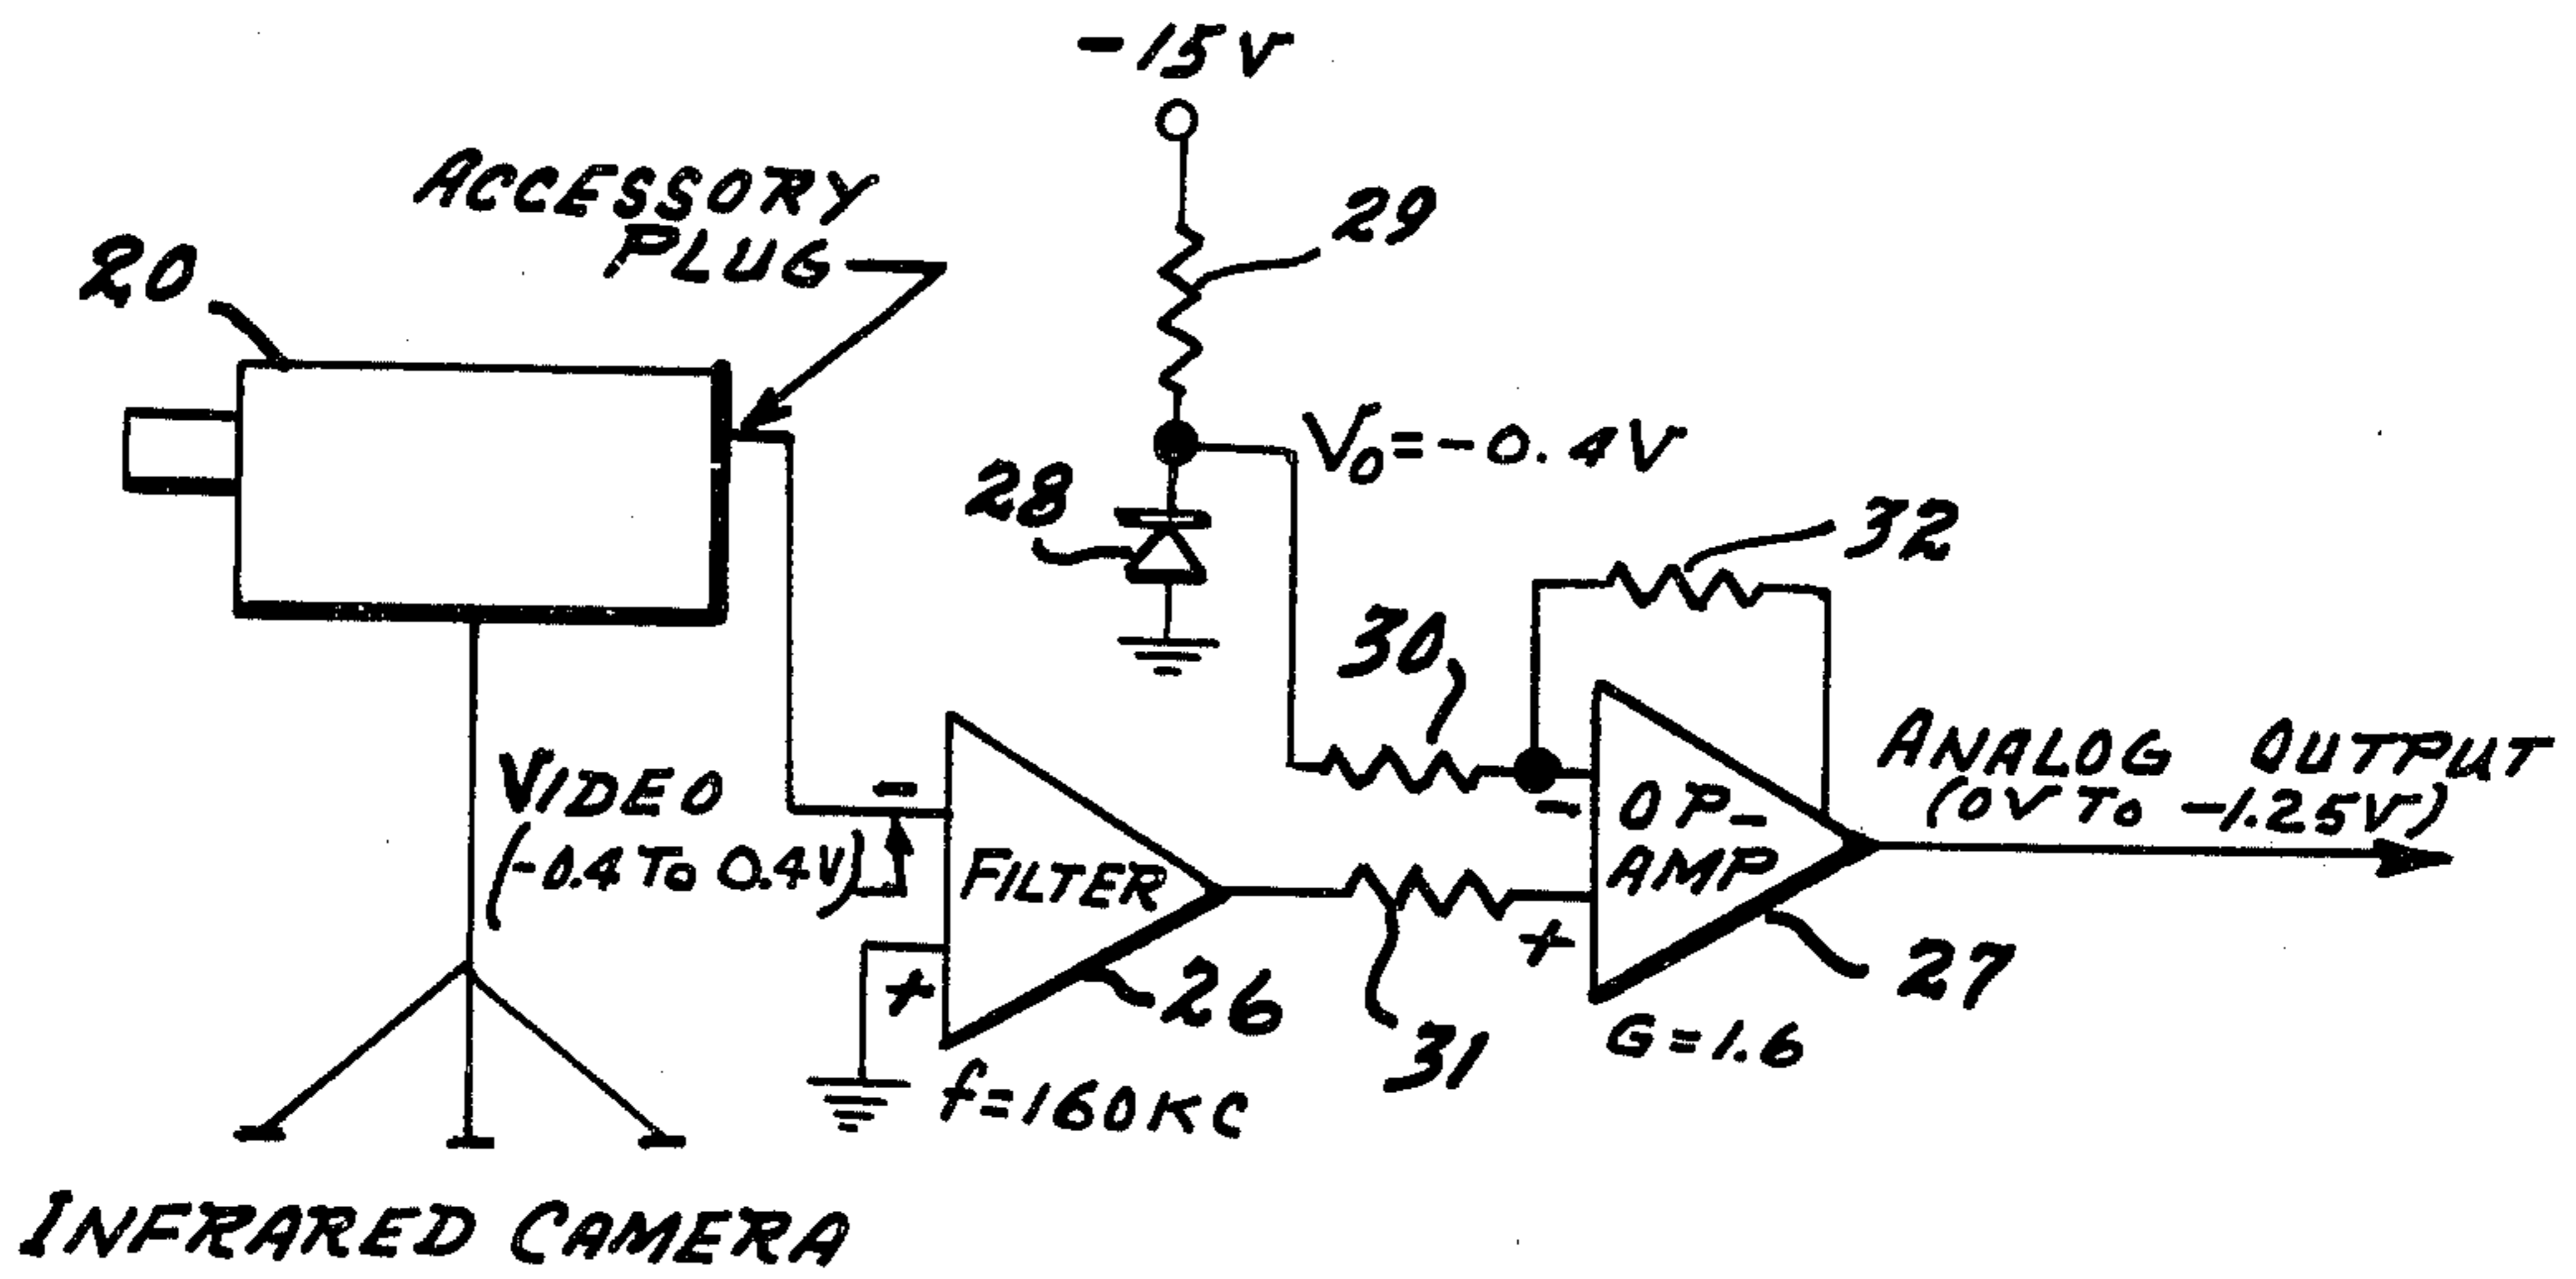 -15V
ACCESSORY
PLUG
29
20
V₀=-0.4V
28
32
30
ANALOG OUTPUT
(0V TO -1.25V)
VIDEO
(-0.4 TO 0.4V)
-
-
OP-
AMP
FILTER
+
+
26
27
31
G=1.6
f=160KC
INFRARED CAMERA